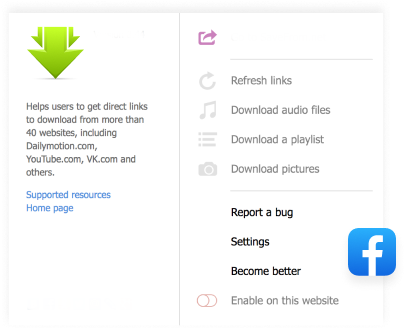 Helps users to get direct links
to download from more than
40 websites, including
Dailymotion.com,
YouTube.com, VK.com and
others.
Supported resources
Home page
Refresh links
Download audio files
Download a playlist
Download pictures
Report a bug
Settings
Become better
Enable on this website